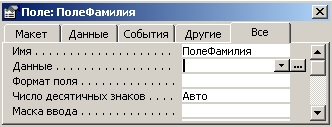 Поле: ПолеФамилия
Макет Данные События Другие Все
Имя . . . . . . . . . . . . . . . . . . . ПолеФамилия
Данные . . . . . . . . . . . . . . . .
Формат поля . . . . . . . . . . . .
Число десятичных знаков . . . . . Авто
Маска ввода . . . . . . . . . . . .